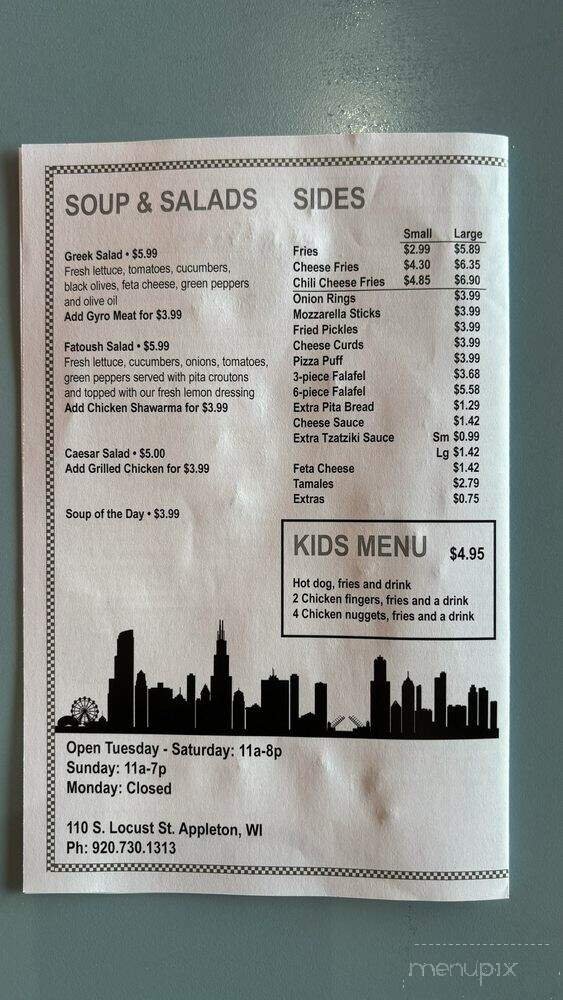 SOUP & SALADS
Greek Salad • $5.99
Fresh lettuce, tomatoes, cucumbers,
black olives, feta cheese, green peppers
and olive oil
Add Gyro Meat for $3.99
Fatoush Salad • $5.99
Fresh lettuce, cucumbers, onions, tomatoes,
green peppers served with pita croutons
and topped with our fresh lemon dressing
Add Chicken Shawarma for $3.99
Caesar Salad • $5.00
Add Grilled Chicken for $3.99
Soup of the Day • $3.99
SIDES
Small Large
Fries $2.99 $5.89
Cheese Fries $4.30 $6.35
Chili Cheese Fries $4.85 $6.90
Onion Rings $3.99
Mozzarella Sticks $3.99
Fried Pickles $3.99
Cheese Curds $3.99
Pizza Puff $3.99
3-piece Falafel $3.68
6-piece Falafel $5.58
Extra Pita Bread $1.29
Cheese Sauce $1.42
Extra Tzatziki Sauce Sm $0.99
Lg $1.42
Feta Cheese $1.42
Tamales $2.79
Extras $0.75
KIDS MENU $4.95
Hot dog, fries and drink
2 Chicken fingers, fries and a drink
4 Chicken nuggets, fries and a drink
Open Tuesday - Saturday: 11a-8p
Sunday: 11a-7p
Monday: Closed
110 S. Locust St. Appleton, WI
Ph: 920.730.1313
menupix